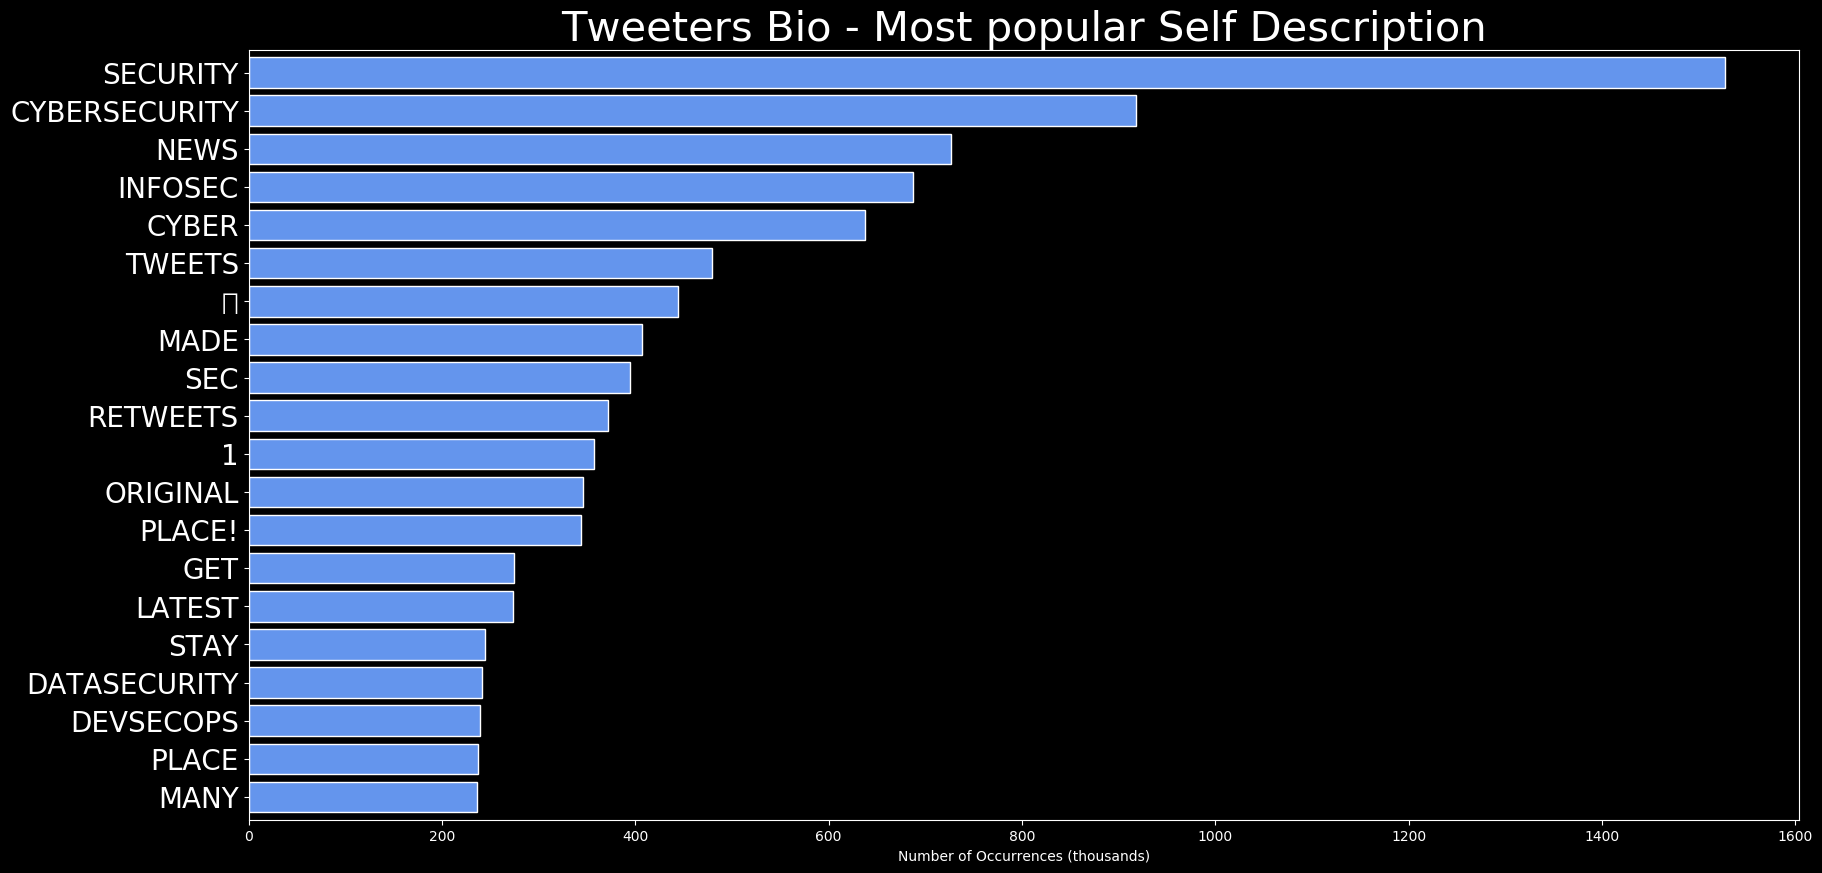 Tweeters Bio - Most popular Self Description
SECURITY
CYBERSECURITY
NEWS
INFOSEC
CYBER
TWEETS
MADE
SEC
RETWEETS
1
ORIGINAL
PLACE!
GET
LATEST
STAY
DATASECURITY
DEVSECOPS
PLACE
MANY
0 200 400 600 800 1000 1200 1400 1600
Number of Occurrences (thousands)